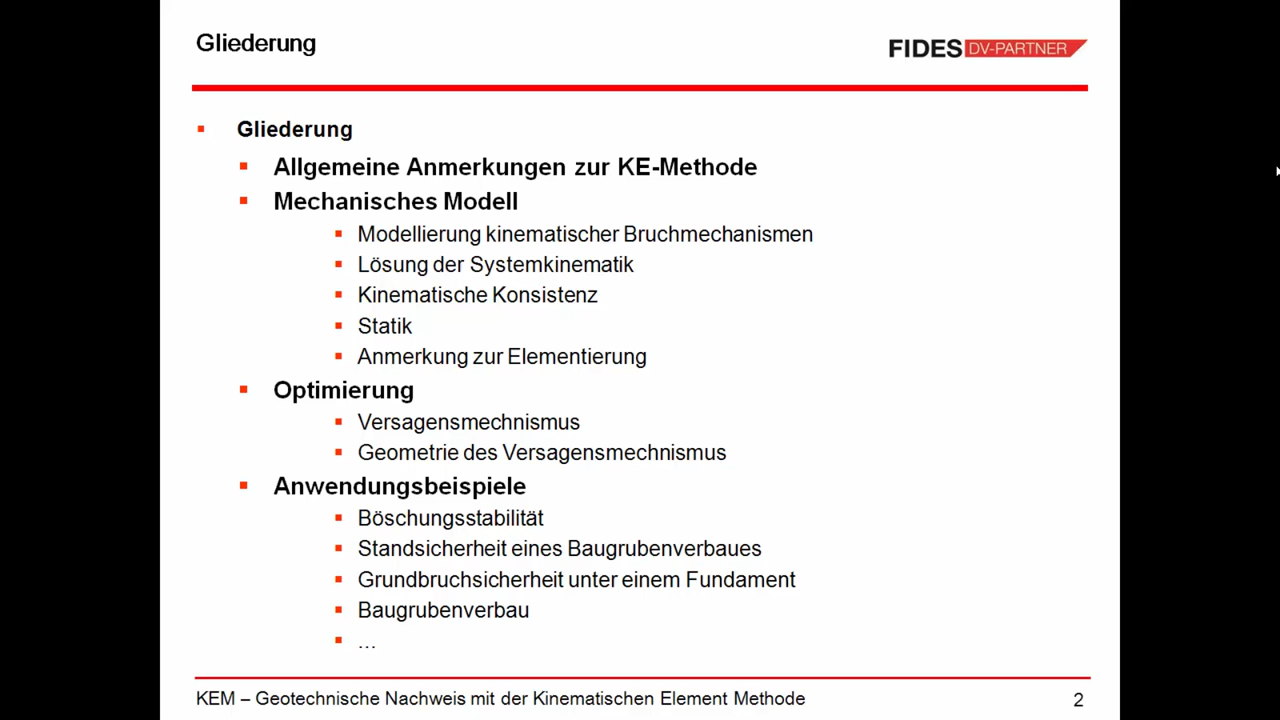 Gliederung
FIDES DV-PARTNER
Gliederung
Allgemeine Anmerkungen zur KE-Methode
Mechanisches Modell
Modellierung kinematischer Bruchmechanismen
Lösung der Systemkinematik
Kinematische Konsistenz
Statik
Anmerkung zur Elementierung
Optimierung
Versagensmechnismus
Geometrie des Versagensmechnismus
Anwendungsbeispiele
Böschungsstabilität
Standsicherheit eines Baugrubenverbaues
Grundbruchsicherheit unter einem Fundament
Baugrubenverbau
...
KEM – Geotechnische Nachweis mit der Kinematischen Element Methode
2